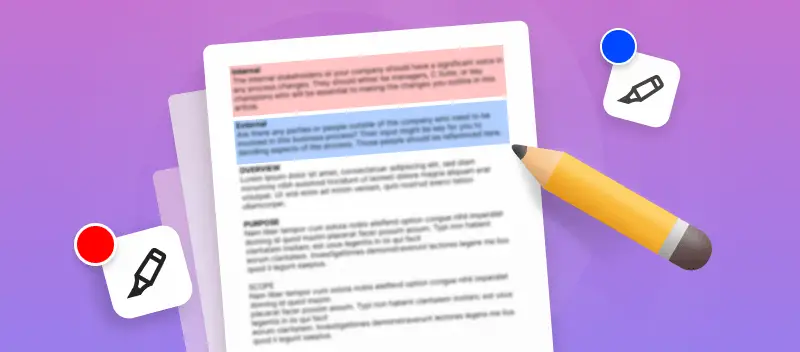 Internal
The internal stakeholders at your company should have a significant voice in
any process changes. They should either be managers, C Suite, or key
champions who will be essential to making the changes you outline in this
article.
External
Are there any parties or people outside of the company who need to be
involved in this business process? Their input might be key for you to
deciding aspects of the process. Those people should be referenced here.
OVERVIEW
Lorem ipsum dolor sit amet, consectetuer adipiscing elit, sed diam
nonummy nibh euismod tincidunt ut laoreet dolore magna aliquam erat
volutpat. Ut wisi enim ad minim veniam, quis nostrud exerci tation
ullamcorper.
PURPOSE
Nam liber tempor cum soluta nobis eleifend option congue nihil imperdiet
doming id quod mazim placerat facer possim assum. Typi non habent
claritatem insitam; est usus legentis in iis qui facit
eorum claritatem. Investigationes demonstraverunt lectores legere me lius
quod ii legunt saepius.
SCOPE
Nam liber tempor cum soluta nobis eleifend option congue nihil imperdiet
doming id quod mazim
placerat facer possim assum. Typi non habent claritatem insitam; est usus
legentis in iis qui facit
eorum claritatem. Investigationes demonstraverunt lectores legere me lius
quod ii legunt saepius.